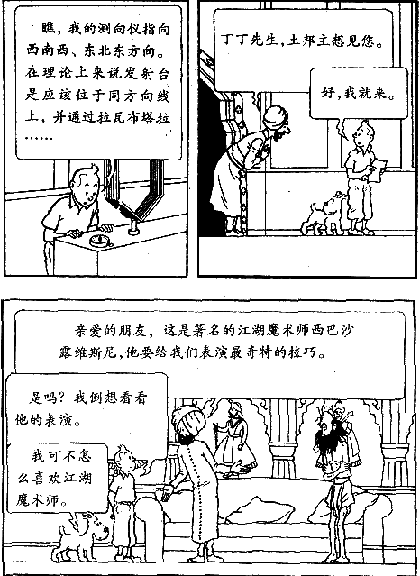 瞧，我的测向仪指向
西南西、东北东方向。
在理论上来说发射台
是应该位于同方向线
上，并通过拉瓦布塔拉
……
丁丁先生，土邦立想见您。
好，我就来。
亲爱的朋友，这是著名的江湖魔术师西巴沙
露维斯尼，他要给我们表演最奇特的拉巧。
是吗？我倒想看看
他的表演。
我可不怎
么喜欢江湖
魔术师。